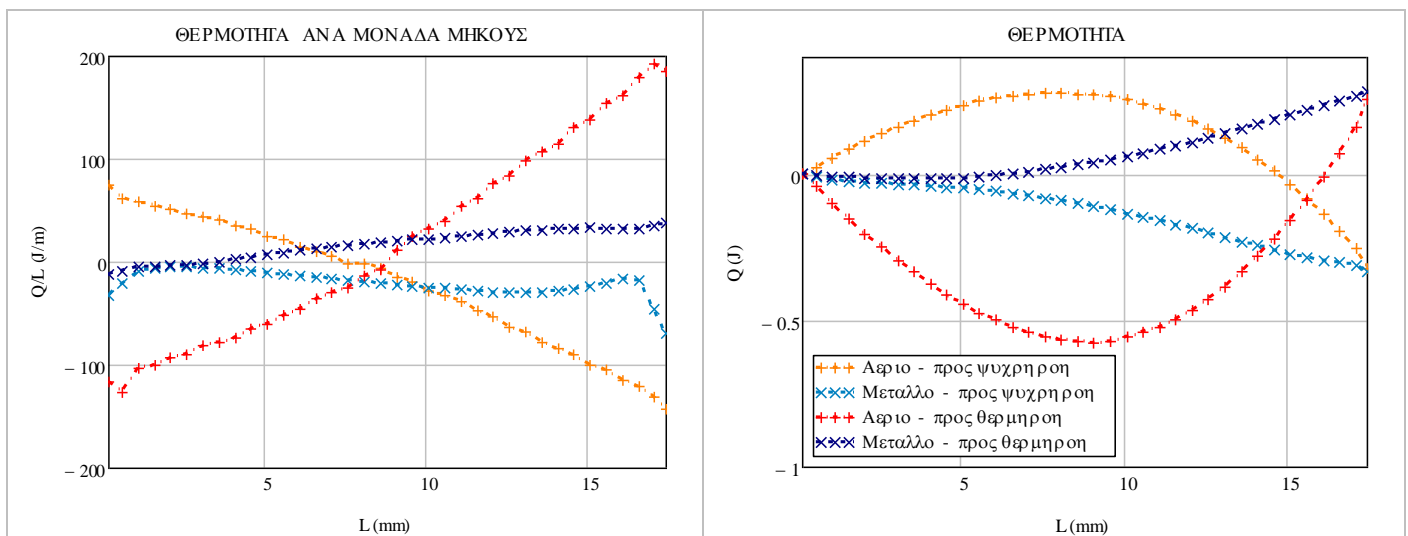 ΘΕΡΜΟΤΗΤΑ ΑΝΑ ΜΟΝΑΔΑ ΜΗΚΟΥΣ
200
100
0
− 100
− 200
5
10
15
Q/L (J/m)
L (mm)
ΘΕΡΜΟΤΗΤΑ
0
− 0.5
− 1
5
10
15
Q (J)
L (mm)
Αεριο - προς ψυχρη ροη
Μεταλλο - προς ψυχρη ροη
Αεριο - προς θερμη ροη
Μεταλλο - προς θερμη ροη